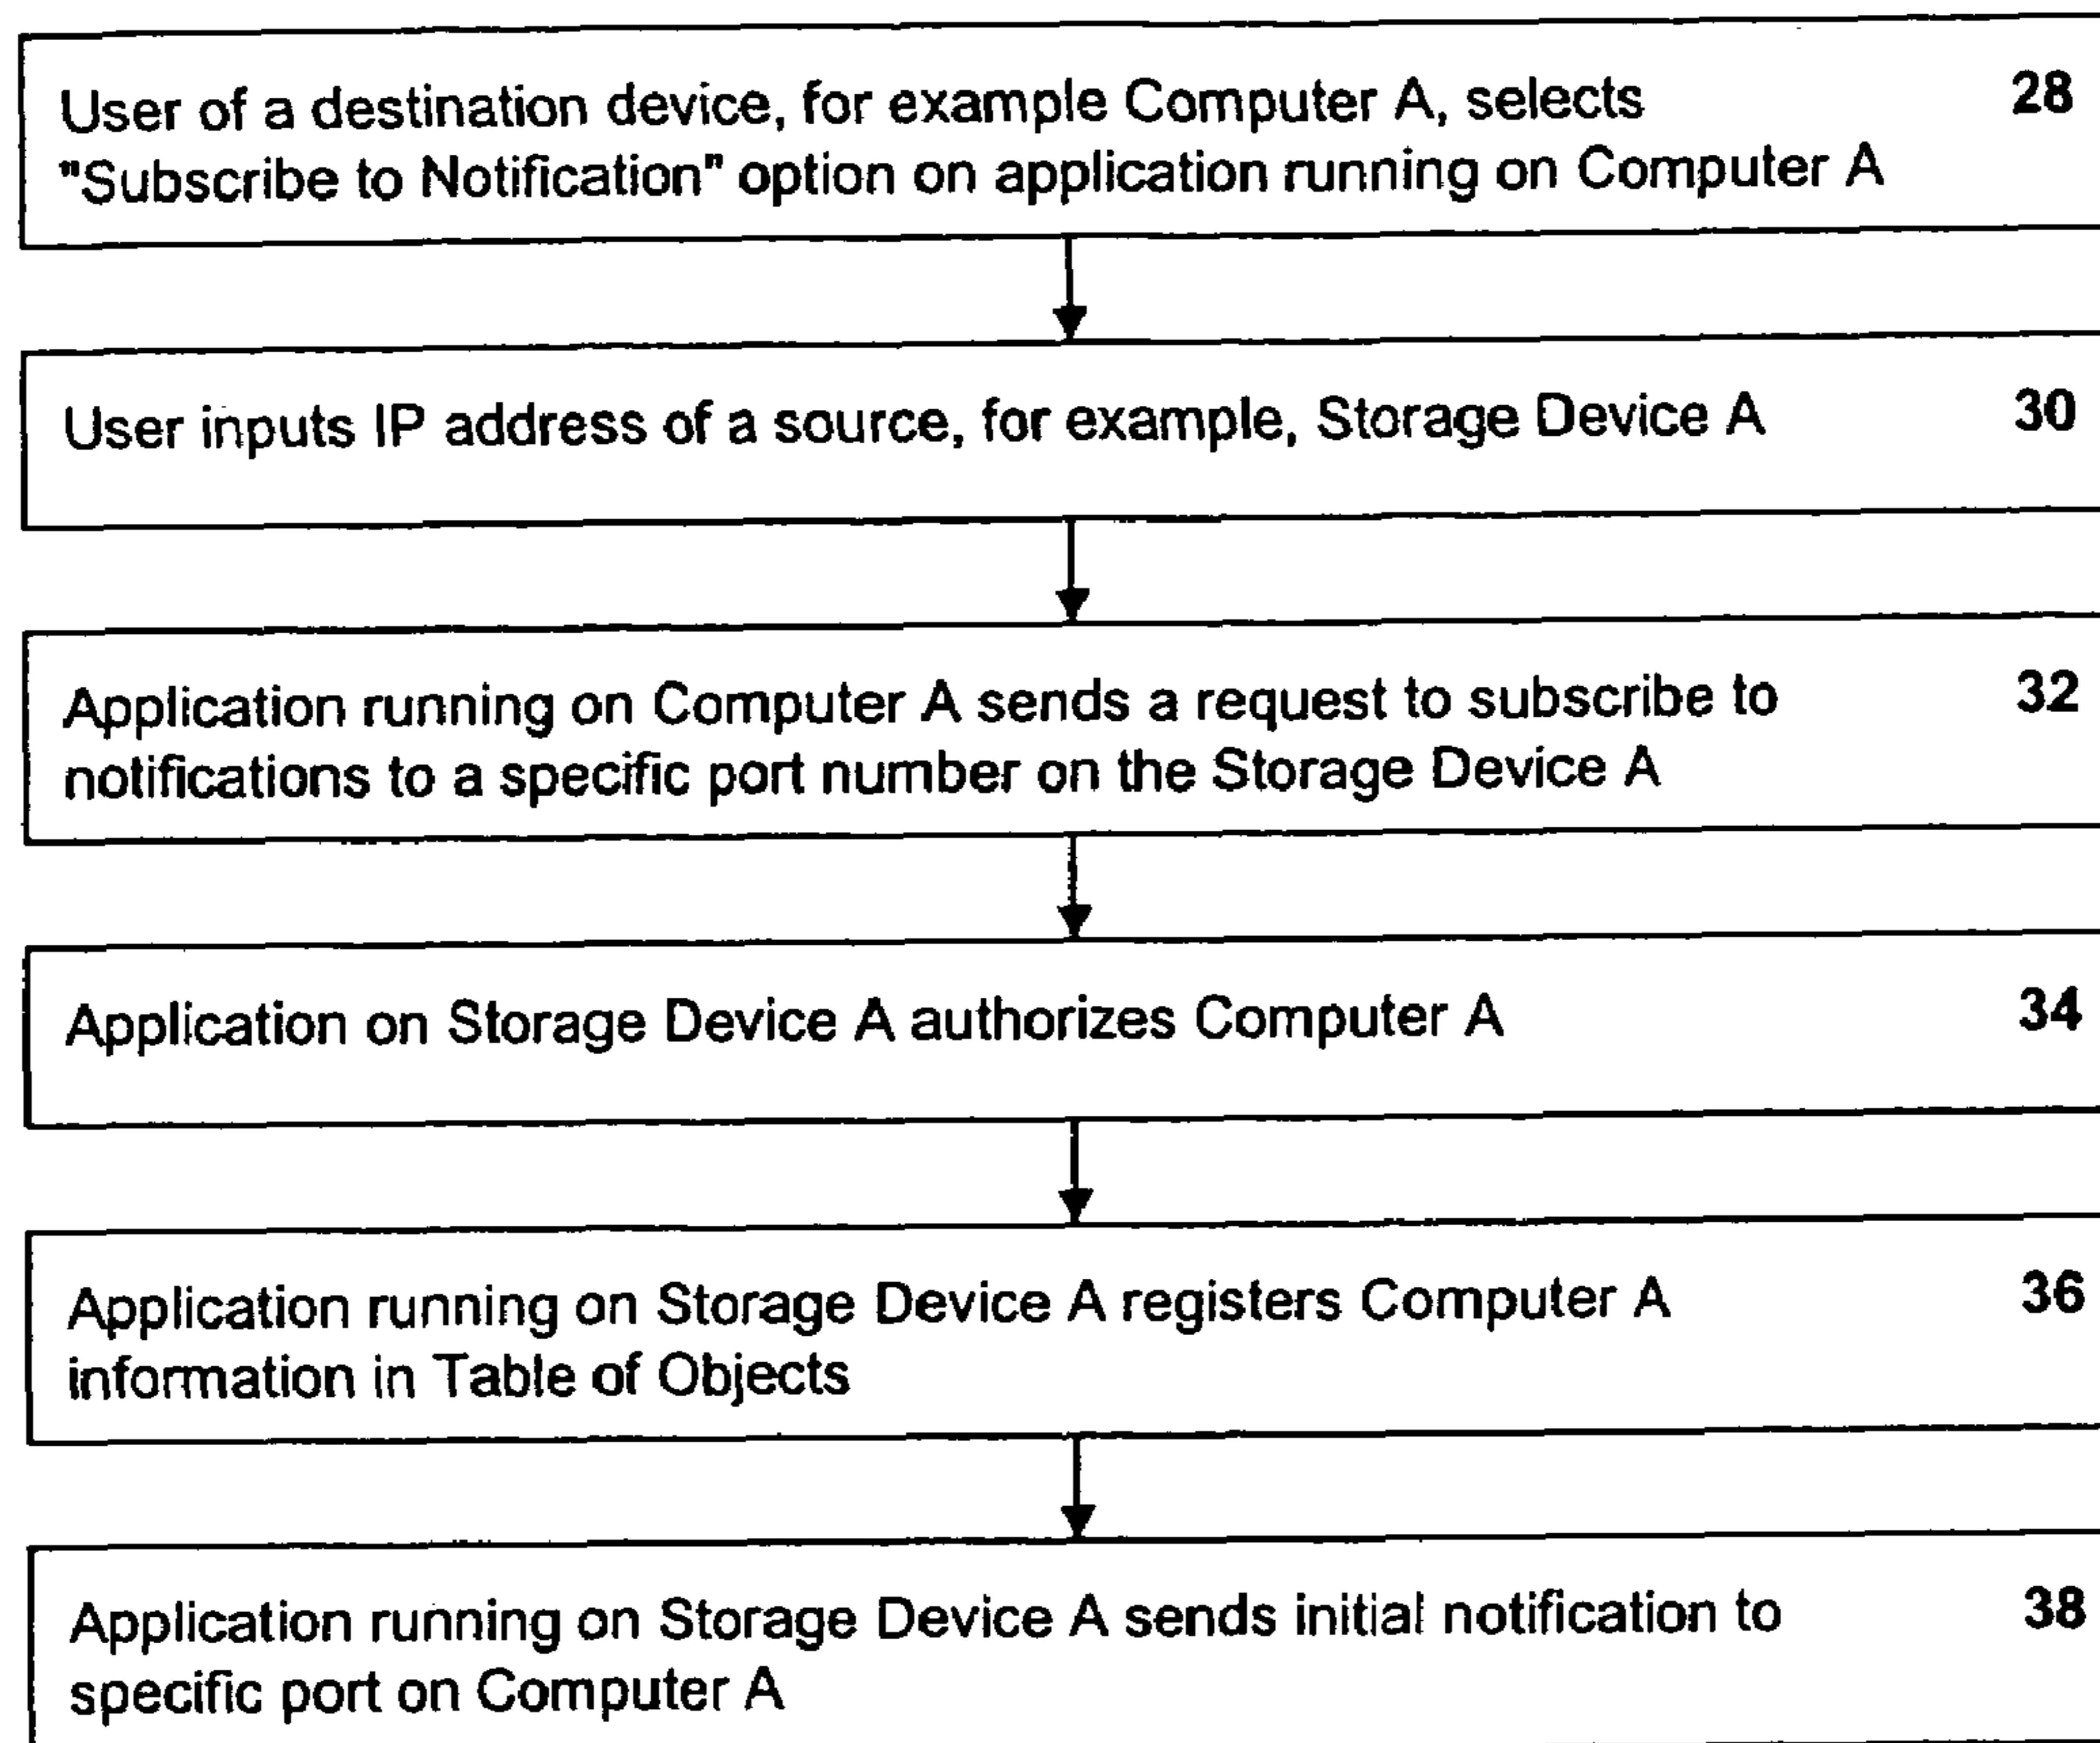 User of a destination device, for example Computer A, selects 28
"Subscribe to Notification" option on application running on Computer A
User inputs IP address of a source, for example, Storage Device A 30
Application running on Computer A sends a request to subscribe to 32
notifications to a specific port number on the Storage Device A
Application on Storage Device A authorizes Computer A 34
Application running on Storage Device A registers Computer A 36
information in Table of Objects
Application running on Storage Device A sends initial notification to 38
specific port on Computer A